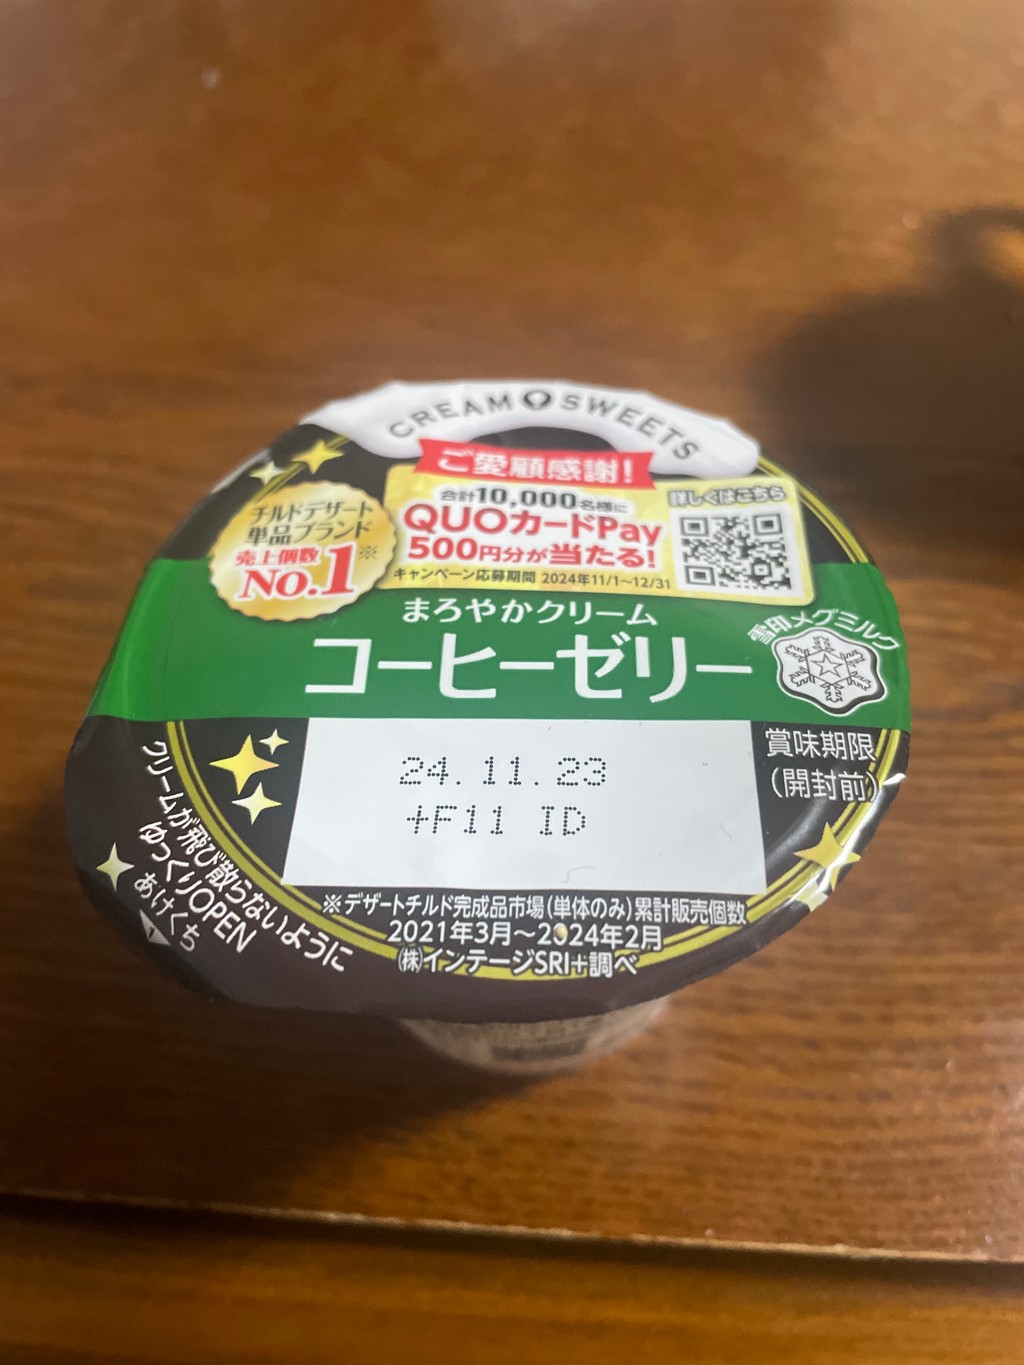 CREAM SWEETS
ご愛顧感謝!
チルドデザート
単品ブランド
売上個数
No.1※
合計10,000名様に
QUOカードPay
500円分が当たる!
キャンペーン応募期間 2024年11/1~12/31
詳しくはこちら
まろやかクリーム
コーヒーゼリー
雪印メグミルク
24.11.23
+F11 ID
賞味期限
(開封前)
クリームが飛び散らないように
ゆっくりOPEN
あけくち
※デザートチルド完成品市場(単体のみ)累計販売個数
2021年3月~2024年2月
㈱インテージSRI+調べ